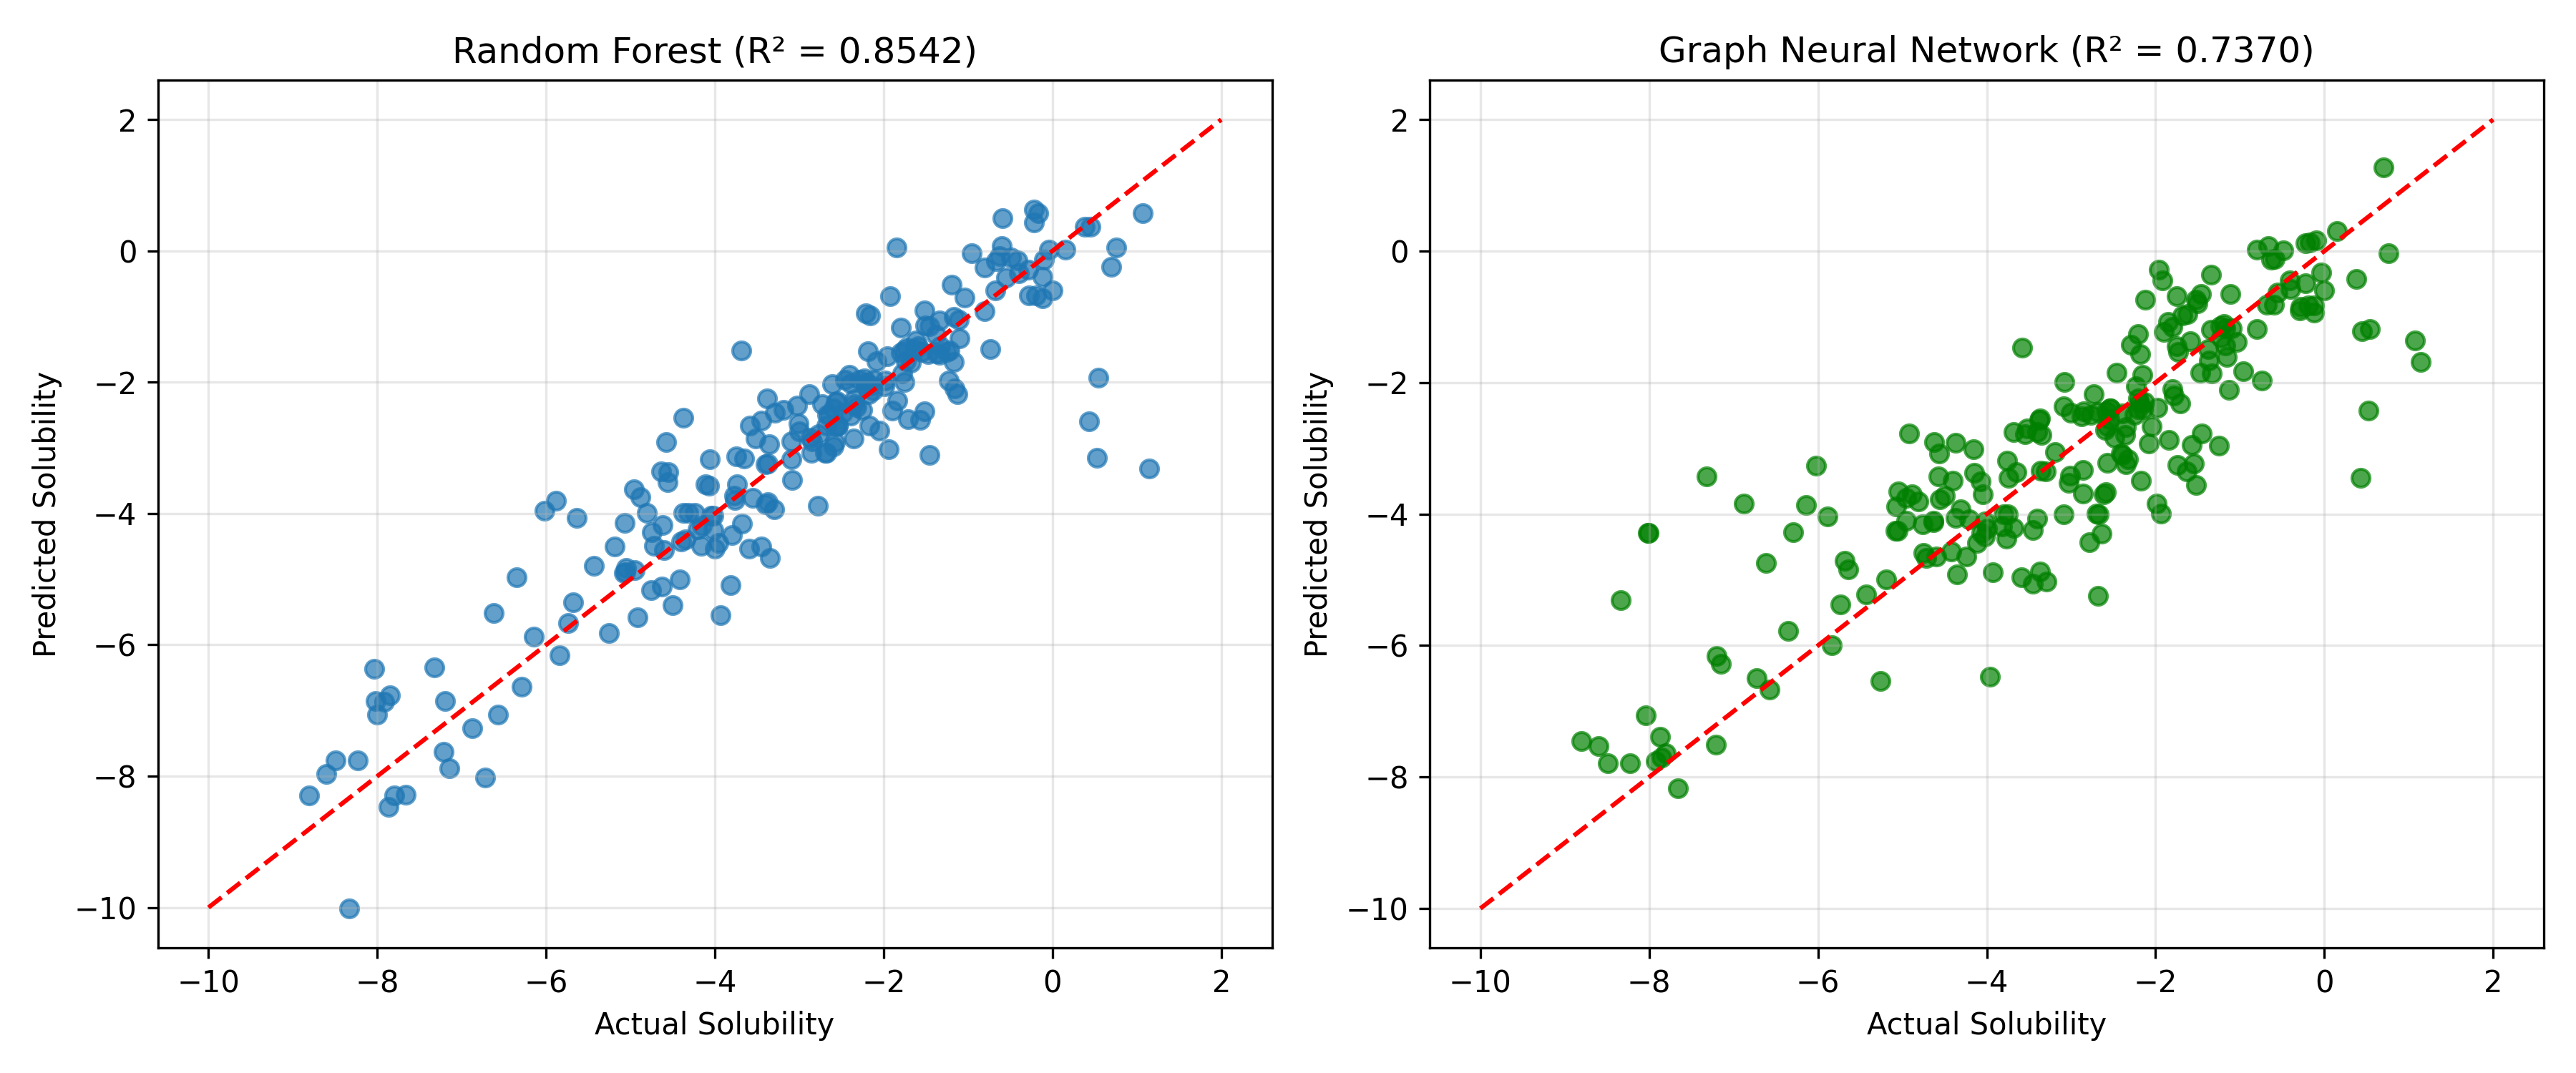 Random Forest (R² = 0.8542)
2
0
−2
−4
−6
−8
−10
Predicted Solubility
−10 −8 −6 −4 −2 0 2
Actual Solubility
Graph Neural Network (R² = 0.7370)
2
0
−2
−4
−6
−8
−10
Predicted Solubility
−10 −8 −6 −4 −2 0 2
Actual Solubility